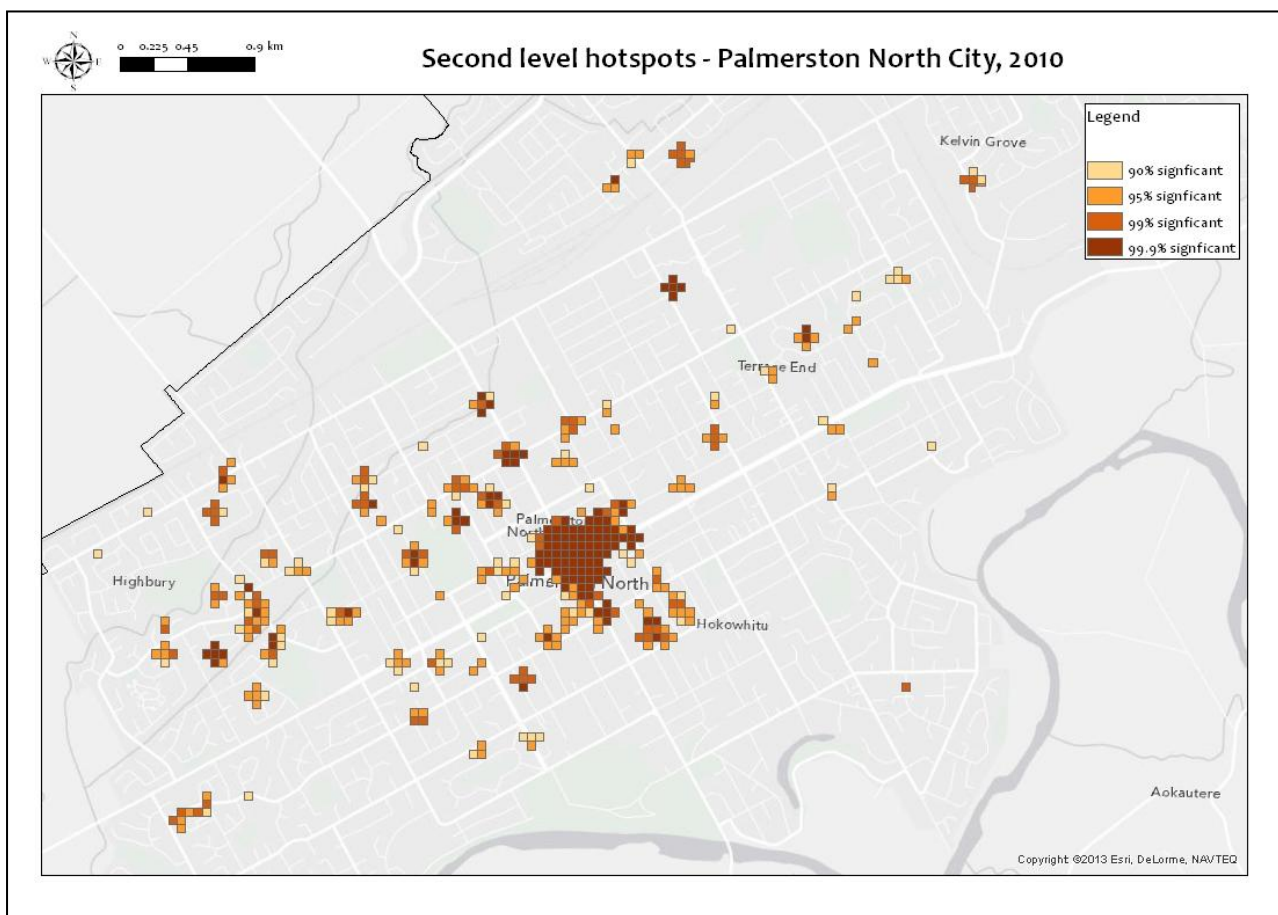 N
W E
S
0 0.225 0.45 0.9 km
Second level hotspots - Palmerston North City, 2010
Legend
90% signficant
95% signficant
99% signficant
99.9% signficant
Kelvin Grove
Terrace End
Palmerston
North
Highbury
Palmerston North
Hokowhitu
Aokautere
Copyright: ©2013 Esri, DeLorme, NAVTEQ